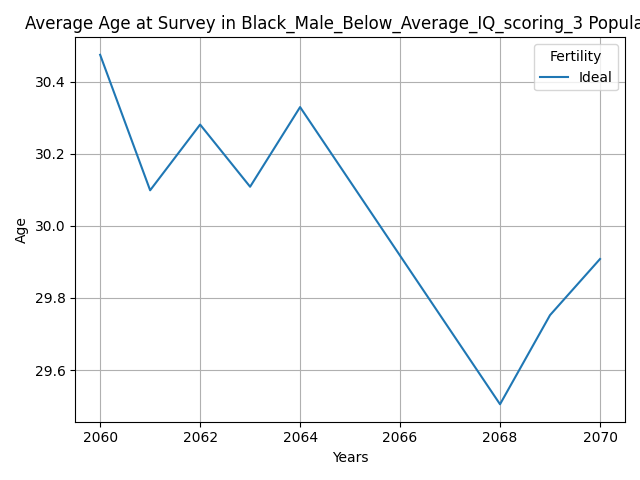 Average Age at Survey in Black_Male_Below_Average_IQ_scoring_3 Popula
Fertility
Ideal
30.4
30.2
30.0
29.8
29.6
Age
2060 2062 2064 2066 2068 2070
Years